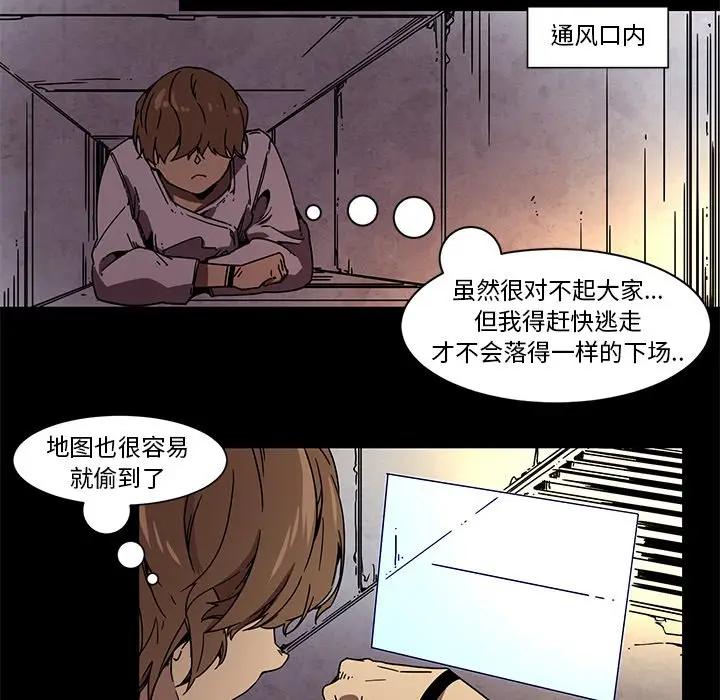 通风口内
虽然很对不起大家...
但我得赶快逃走
才不会落得一样的下场..
地图也很容易
就偷到了